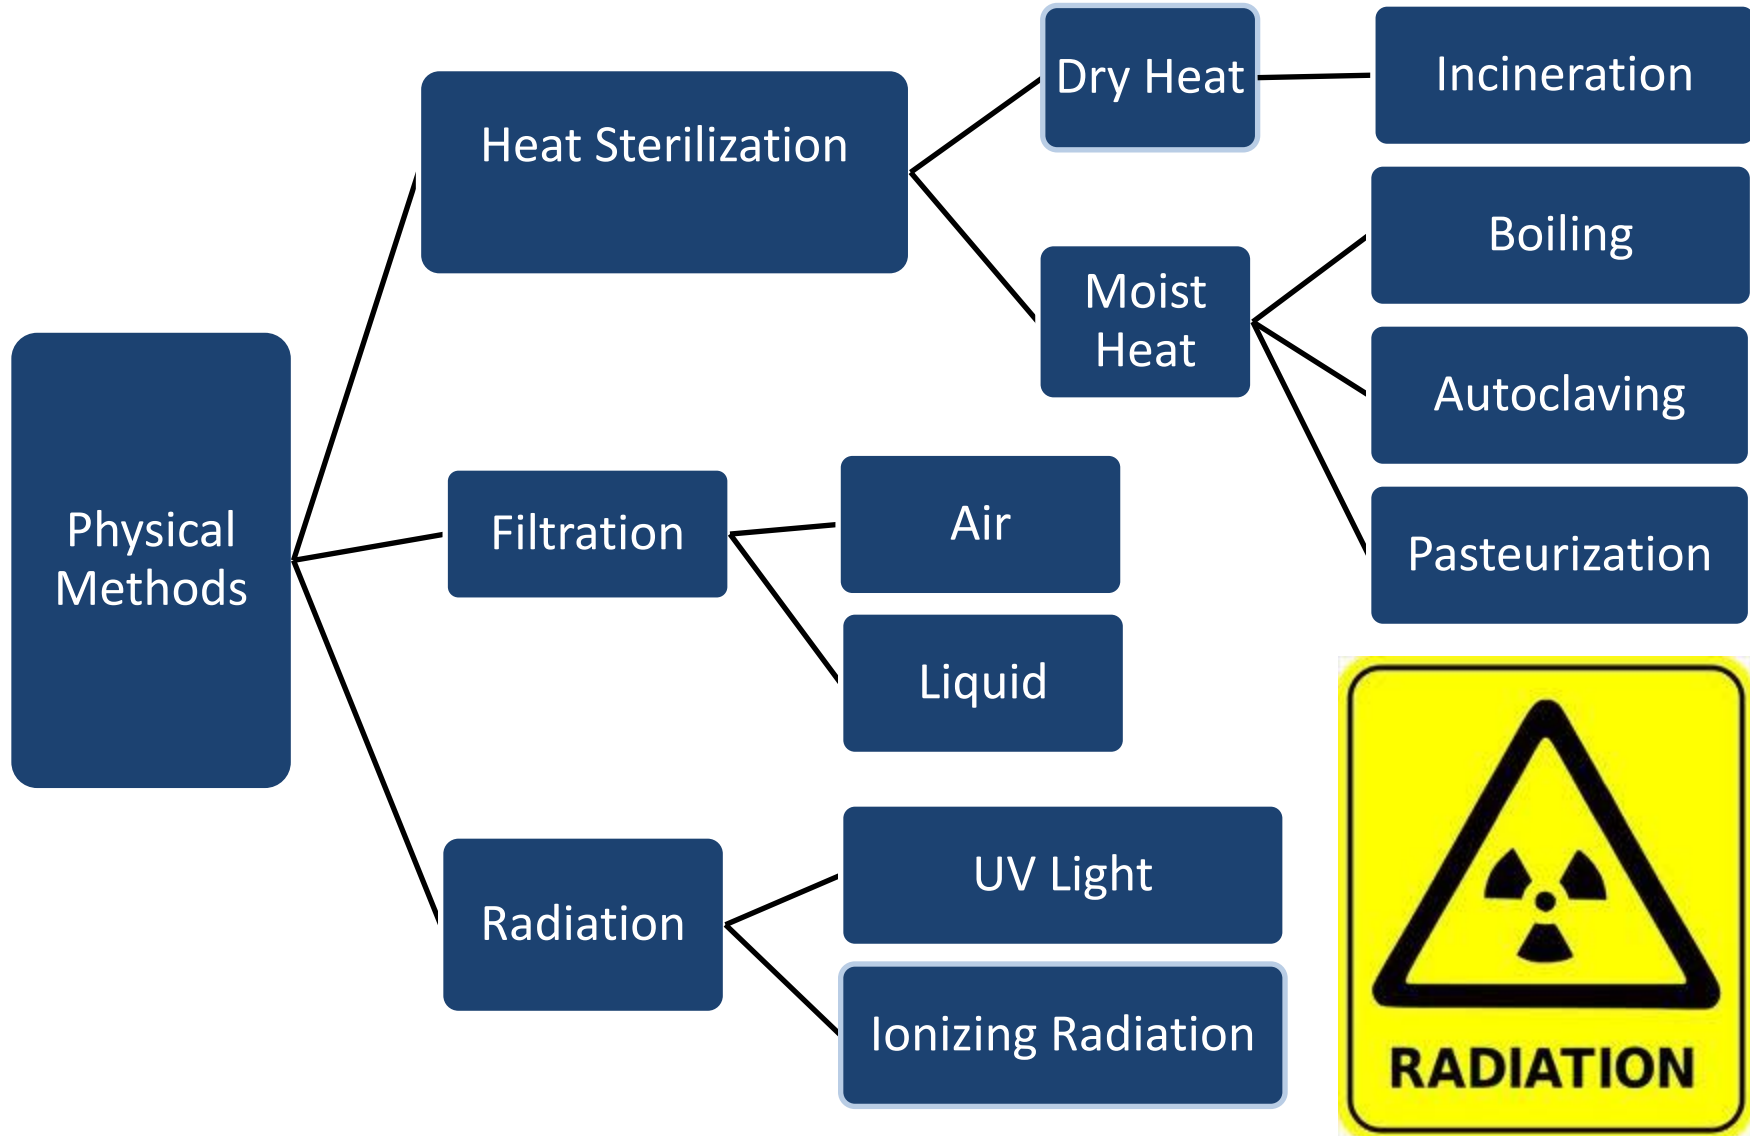 Physical
Methods
Heat Sterilization
Dry Heat
Incineration
Moist
Heat
Boiling
Autoclaving
Pasteurization
Filtration
Air
Liquid
Radiation
UV Light
Ionizing Radiation
RADIATION